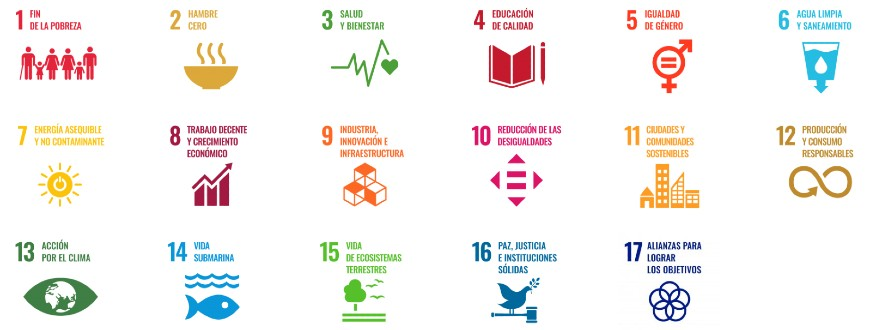 1 FIN
DE LA POBREZA
2 HAMBRE
CERO
3 SALUD
Y BIENESTAR
4 EDUCACIÓN
DE CALIDAD
5 IGUALDAD
DE GÉNERO
6 AGUA LIMPIA
Y SANEAMIENTO
7 ENERGÍA ASEQUIBLE
Y NO CONTAMINANTE
8 TRABAJO DECENTE
Y CRECIMIENTO
ECONÓMICO
9 INDUSTRIA,
INNOVACIÓN E
INFRAESTRUCTURA
10 REDUCCIÓN DE LAS
DESIGUALDADES
11 CIUDADES Y
COMUNIDADES
SOSTENIBLES
12 PRODUCCIÓN
Y CONSUMO
RESPONSABLES
13 ACCIÓN
POR EL CLIMA
14 VIDA
SUBMARINA
15 VIDA
DE ECOSISTEMAS
TERRESTRES
16 PAZ, JUSTICIA
E INSTITUCIONES
SÓLIDAS
17 ALIANZAS PARA
LOGRAR
LOS OBJETIVOS